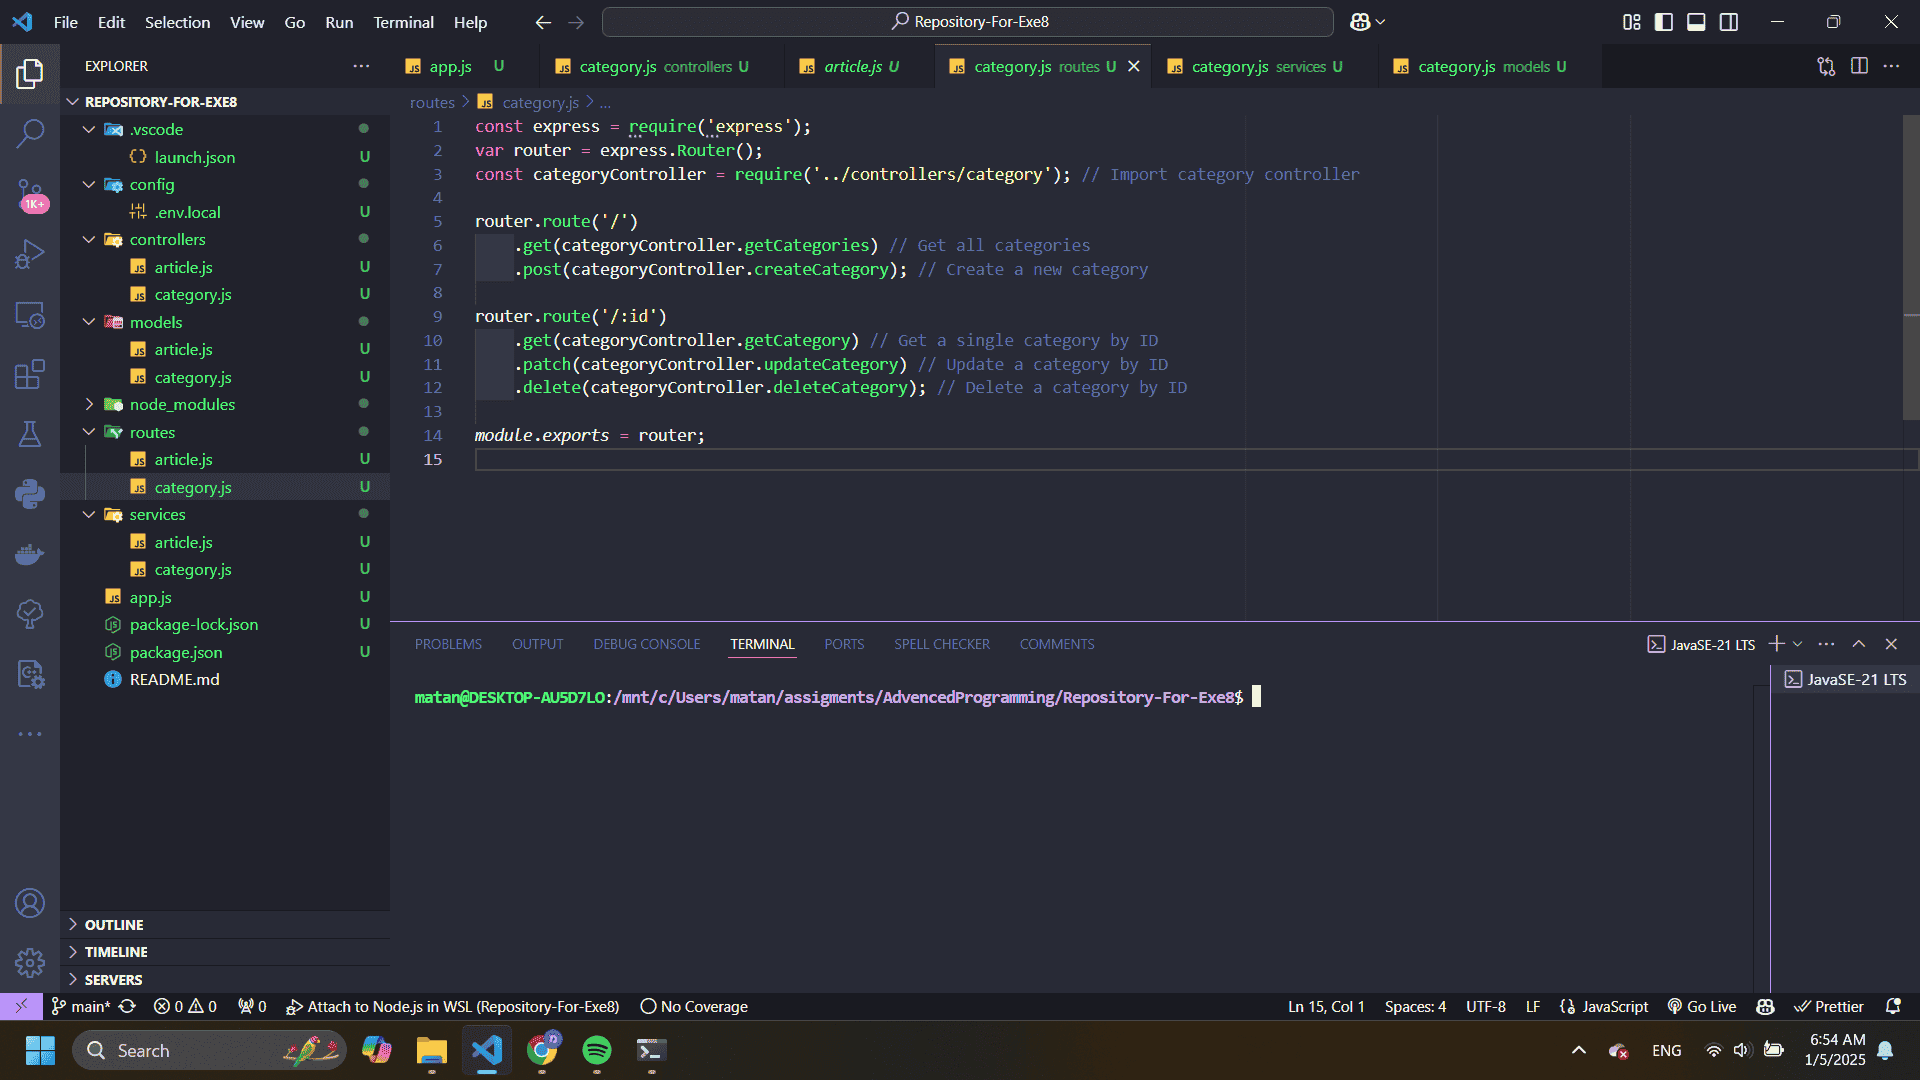 File Edit Selection View Go Run Terminal Help
Repository-For-Exe8
EXPLORER
REPOSITORY-FOR-EXE8
.vscode
launch.json U
config
.env.local U
controllers
article.js U
category.js U
models
article.js U
category.js U
node_modules
routes
article.js U
category.js U
services
article.js U
category.js U
app.js U
package-lock.json U
package.json U
README.md
OUTLINE
TIMELINE
SERVERS
1K+
app.js U
category.js controllers U
article.js U
category.js routes U
category.js services U
category.js models U
routes > category.js > ...
1 const express = require('express');
2 var router = express.Router();
3 const categoryController = require('../controllers/category'); // Import category controller
4
5 router.route('/')
6 .get(categoryController.getCategories) // Get all categories
7 .post(categoryController.createCategory); // Create a new category
8
9 router.route('/:id')
10 .get(categoryController.getCategory) // Get a single category by ID
11 .patch(categoryController.updateCategory) // Update a category by ID
12 .delete(categoryController.deleteCategory); // Delete a category by ID
13
14 module.exports = router;
15
PROBLEMS OUTPUT DEBUG CONSOLE TERMINAL PORTS SPELL CHECKER COMMENTS
JavaSE-21 LTS
JavaSE-21 LTS
matan@DESKTOP-AU5D7LO:/mnt/c/Users/matan/assigments/AdvencedProgramming/Repository-For-Exe8$
main* 0 0 0 Attach to Node.js in WSL (Repository-For-Exe8) No Coverage
Ln 15, Col 1 Spaces: 4 UTF-8 LF JavaScript Go Live Prettier
Search
ENG
6:54 AM
1/5/2025